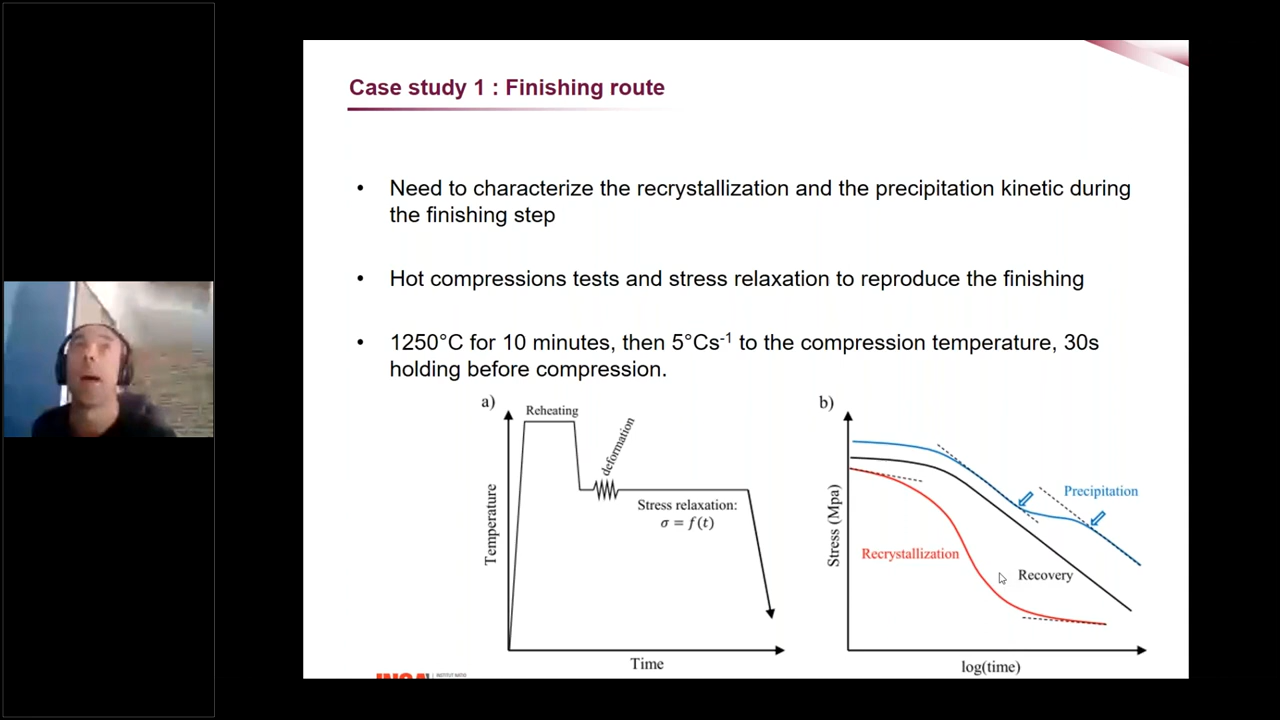 Case study 1 : Finishing route
• Need to characterize the recrystallization and the precipitation kinetic during
the finishing step
• Hot compressions tests and stress relaxation to reproduce the finishing
• 1250°C for 10 minutes, then 5°Cs⁻¹ to the compression temperature, 30s
holding before compression.
a)
Reheating
deformation
Stress relaxation:
σ = f(t)
Temperature
Time
b)
Precipitation
Recrystallization
Recovery
Stress (Mpa)
log(time)
INSA